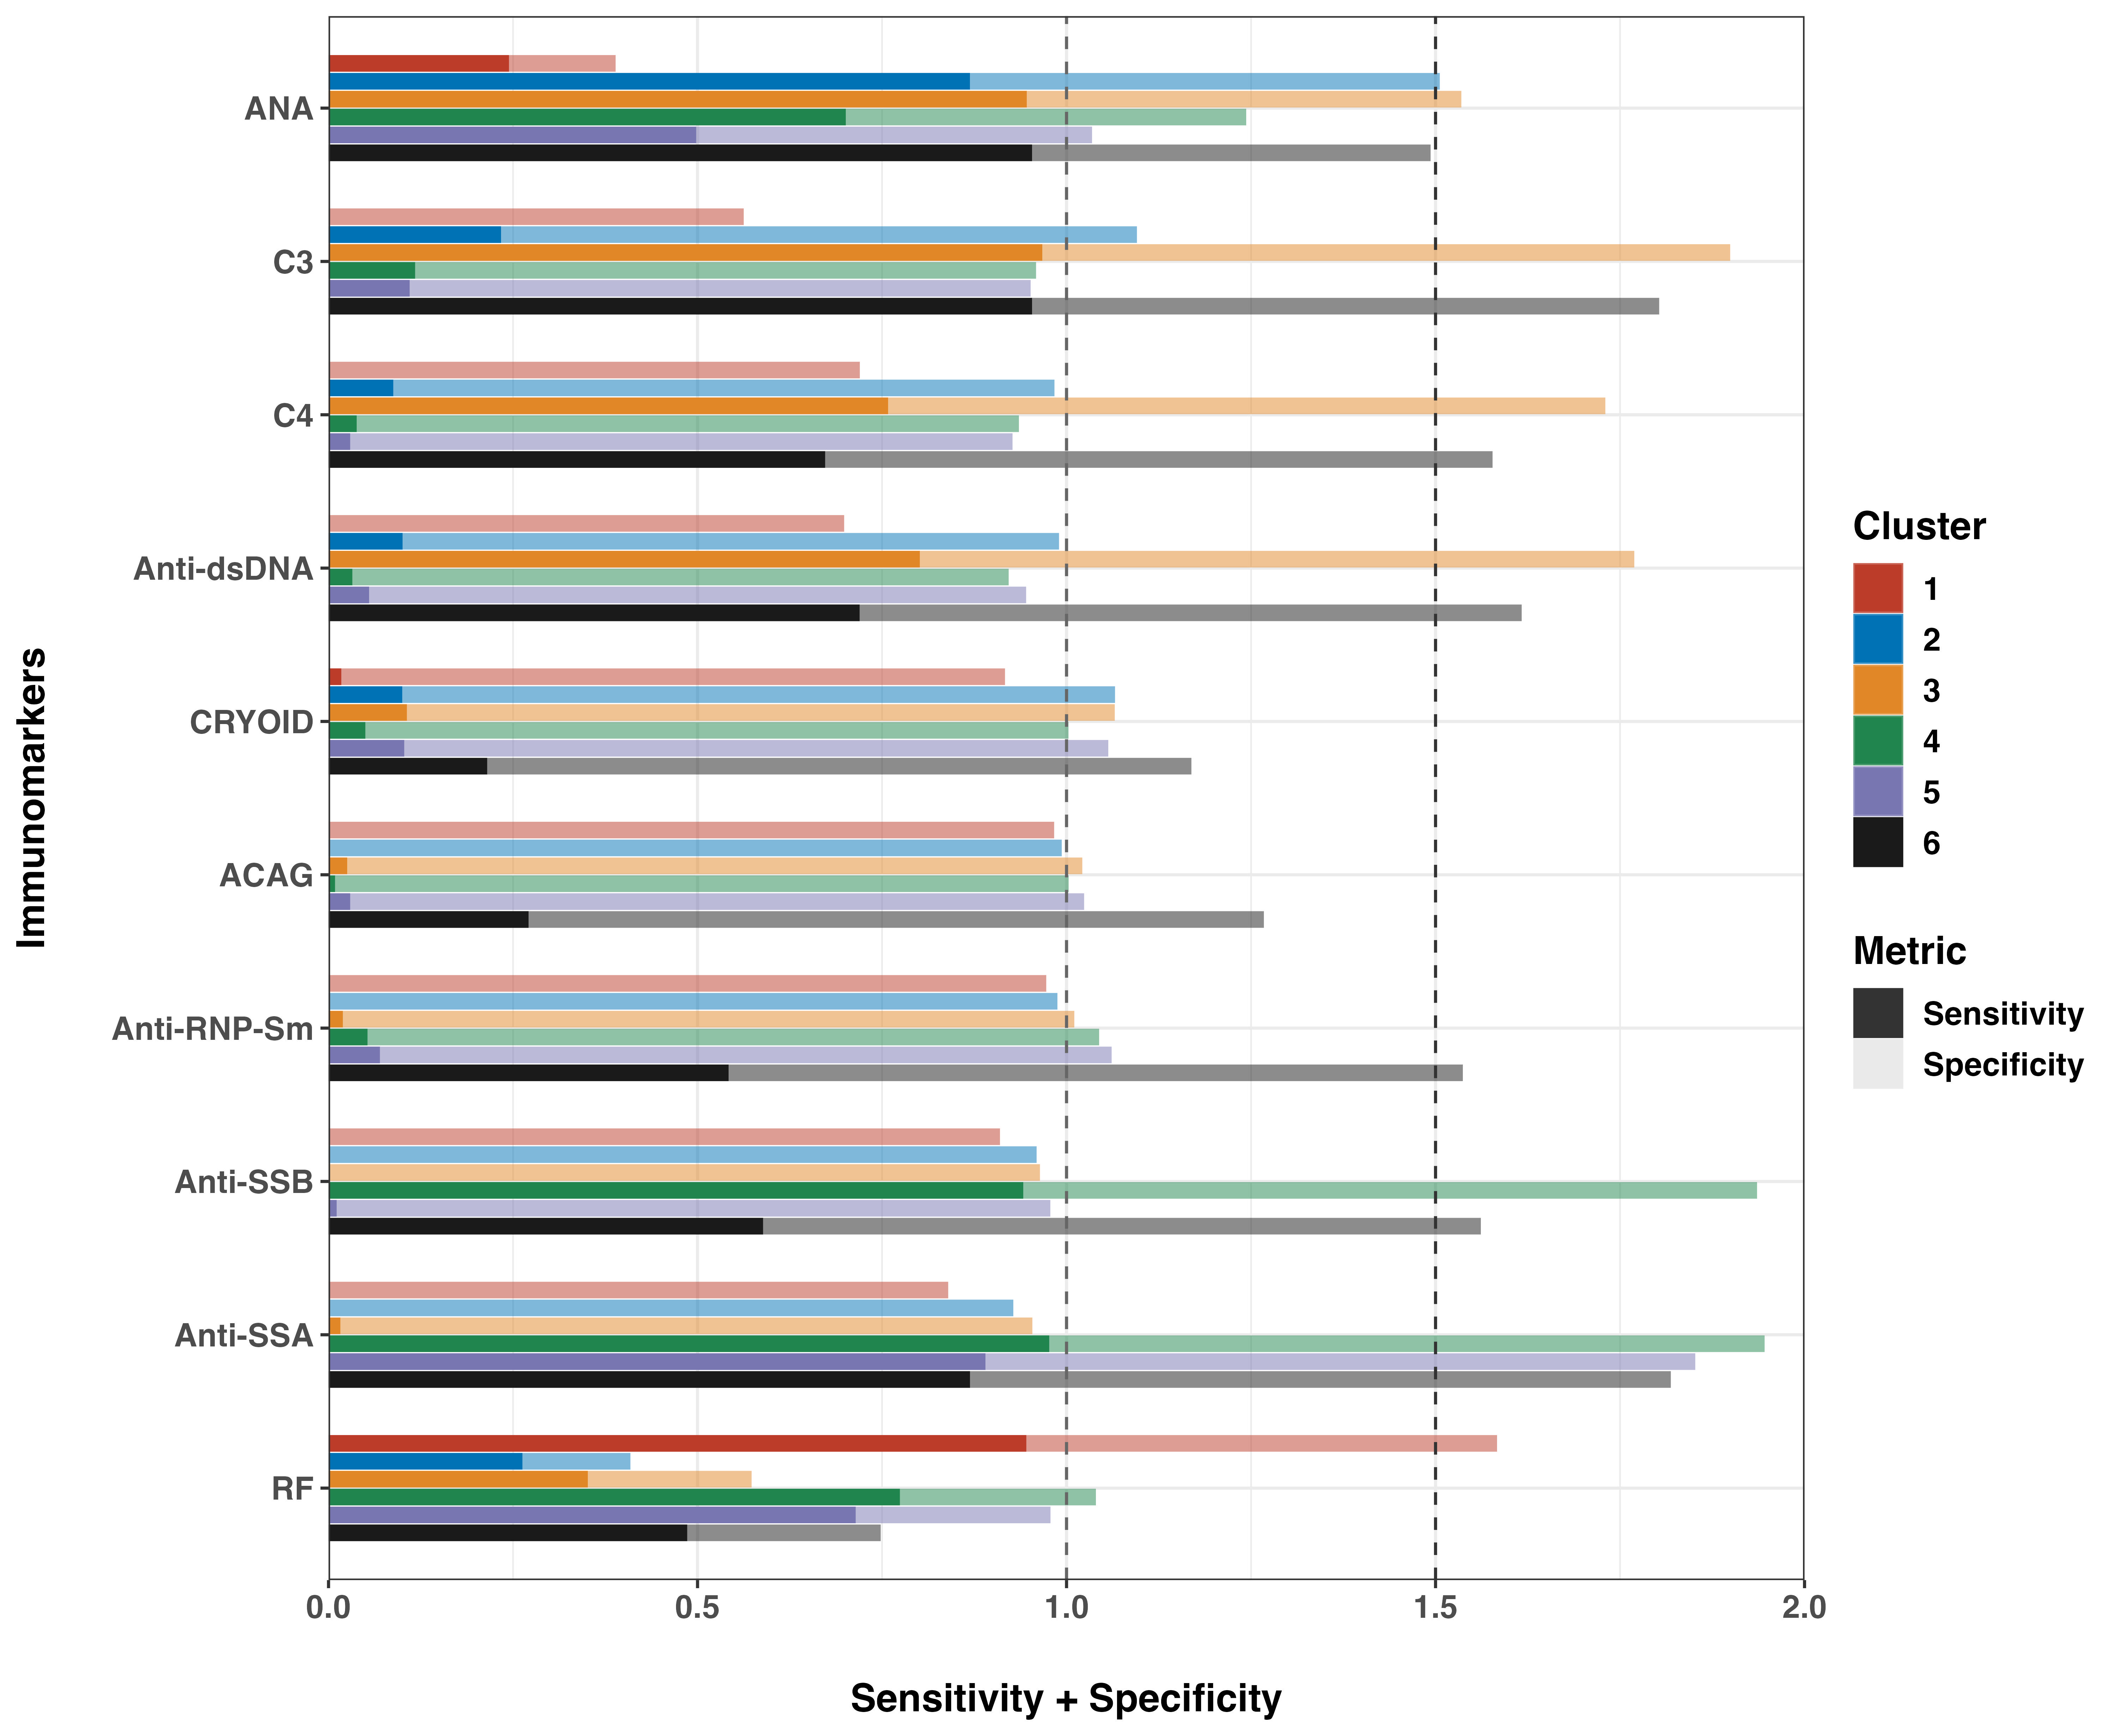 ANA
C3
C4
Anti-dsDNA
CRYOID
ACAG
Anti-RNP-Sm
Anti-SSB
Anti-SSA
RF
Immunomarkers
0.0 0.5 1.0 1.5 2.0
Sensitivity + Specificity
Cluster
1
2
3
4
5
6
Metric
Sensitivity
Specificity